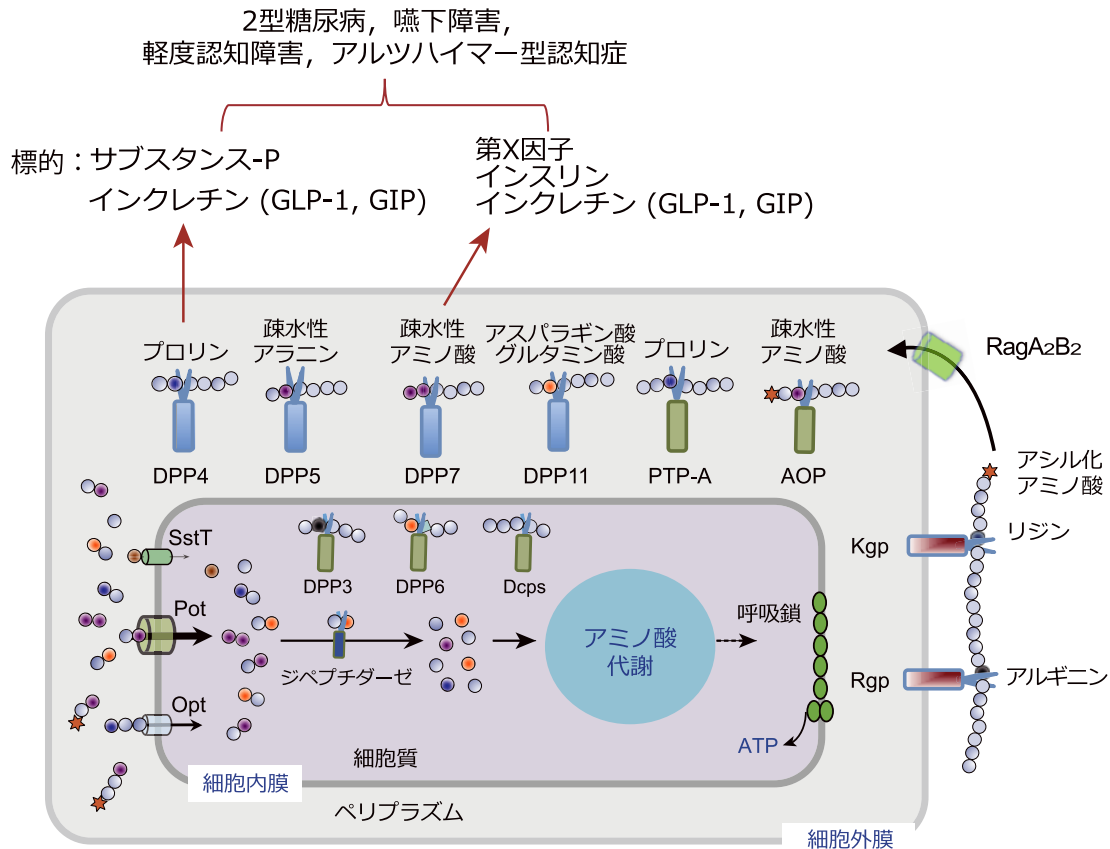 2型糖尿病，嚥下障害，
軽度認知障害，アルツハイマー型認知症
標的：サブスタンス-P
インクレチン (GLP-1, GIP)
第X因子
インスリン
インクレチン (GLP-1, GIP)
プロリン
疎水性
アラニン
疎水性
アミノ酸
アスパラギン酸
グルタミン酸
プロリン
疎水性
アミノ酸
DPP4
DPP5
DPP7
DPP11
PTP-A
AOP
RagA2B2
アシル化
アミノ酸
リジン
Kgp
アルギニン
Rgp
SstT
Pot
Opt
DPP3
DPP6
Dcps
ジペプチダーゼ
アミノ酸
代謝
呼吸鎖
ATP
細胞質
細胞内膜
ペリプラズム
細胞外膜